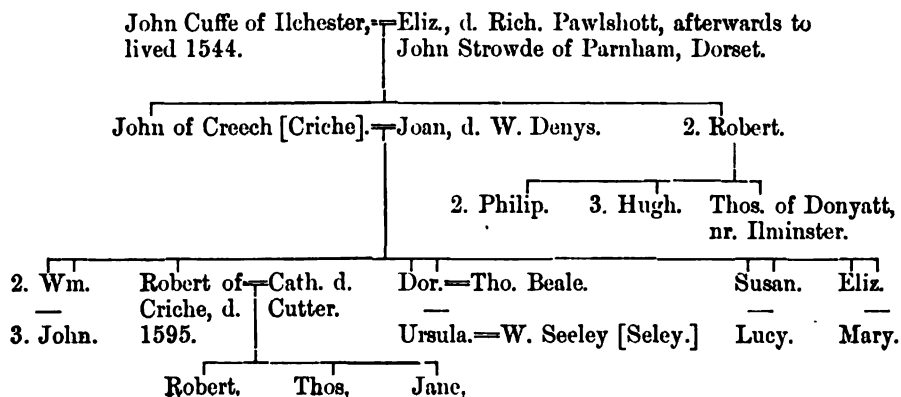 John Cuffe of Ilchester,=Eliz., d. Rich. Pawlshott, afterwards to
lived 1544. John Strowde of Parnham, Dorset.
John of Creech [Criche].=Joan, d. W. Denys. 2. Robert.
2. Philip. 3. Hugh. Thos. of Donyatt,
nr. Ilminster.
2. Wm. Robert of=Cath. d. Dor.=Tho. Beale. Susan. Eliz.
Criche, d. Cutter.
3. John. 1595. Ursula.=W. Seeley [Seley.] Lucy. Mary.
Robert, Thos, Jane,